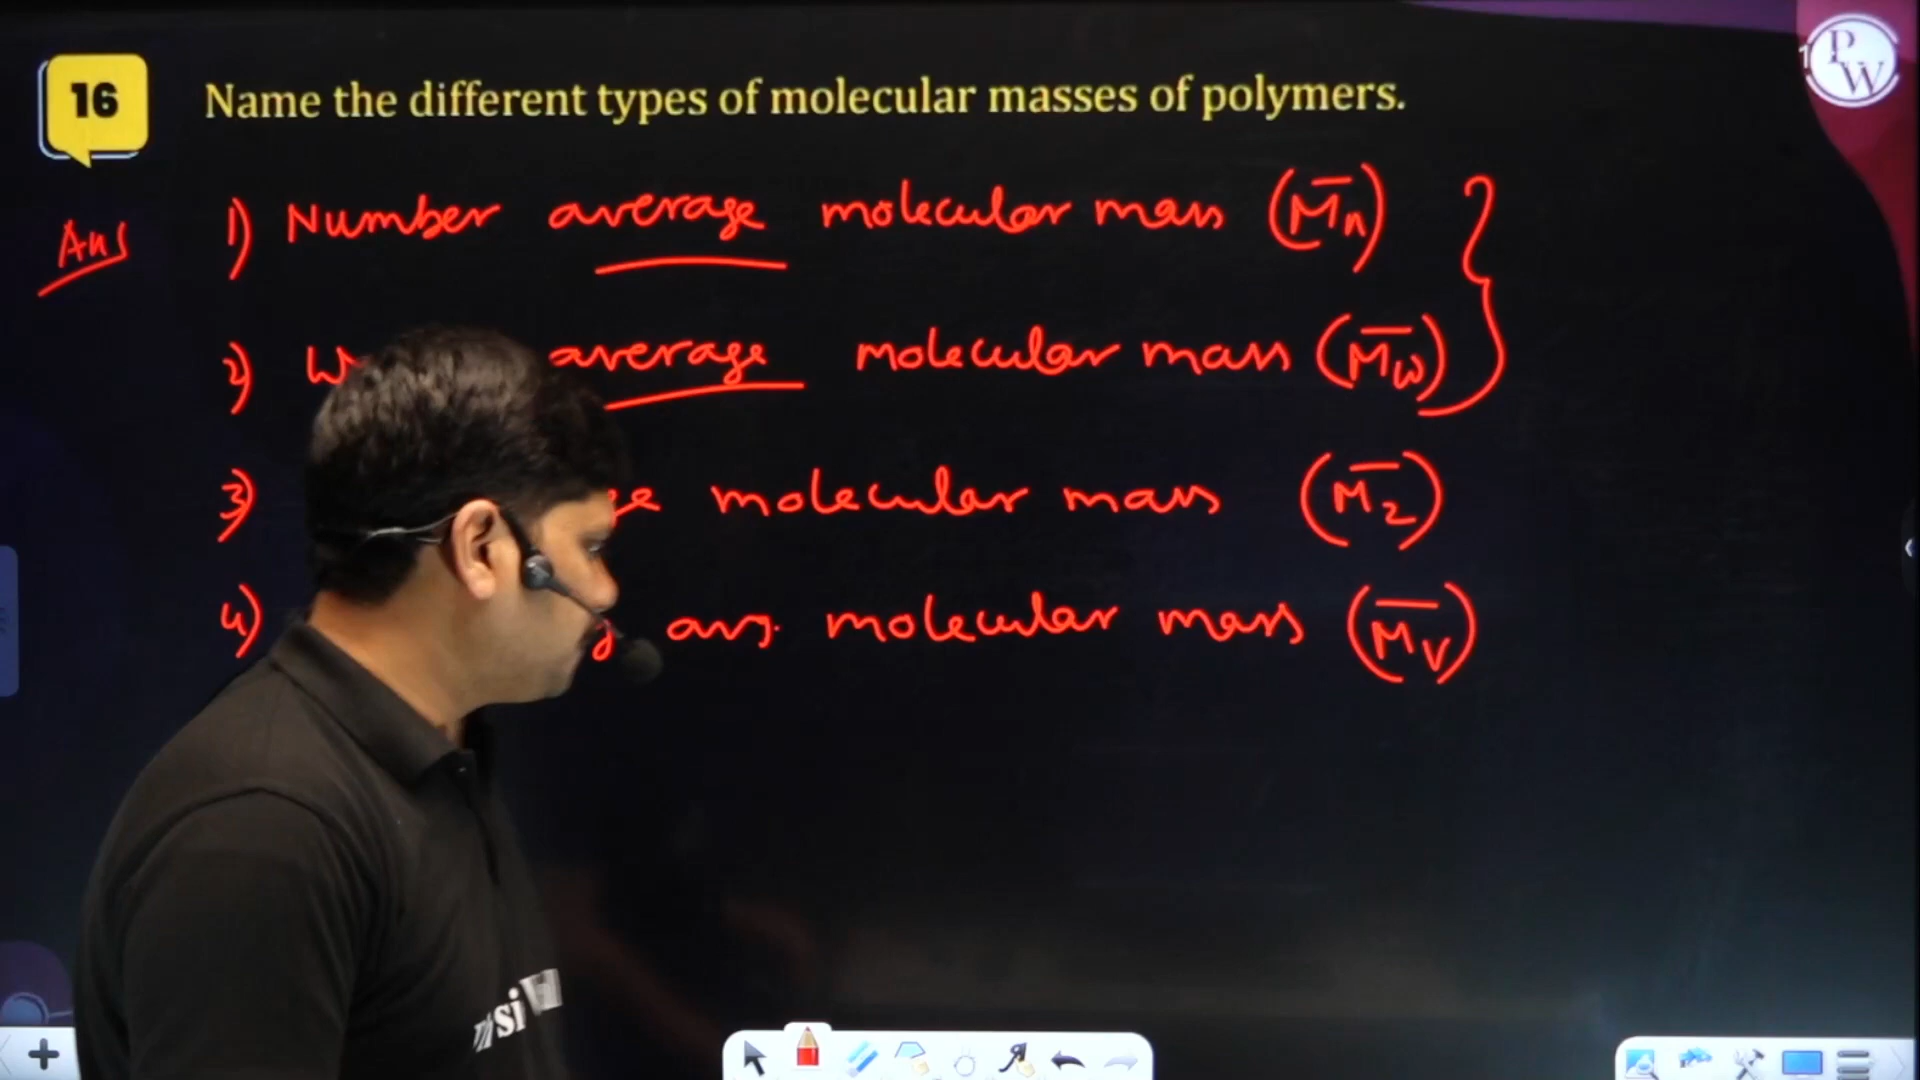 16 Name the different types of molecular masses of polymers.
PW
Ans 1) Number average molecular mass (M̅n)
2) average molecular mass (M̅w)
3) molecular mass (M̅z)
4) avg. molecular mass (M̅v)